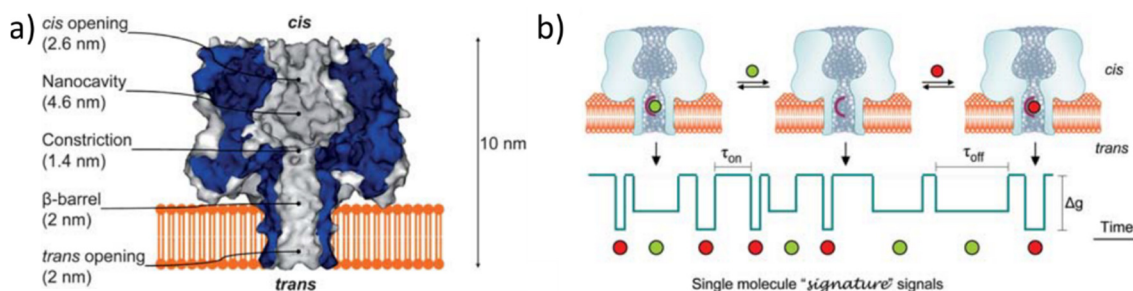 a)
cis
cis opening
(2.6 nm)
Nanocavity
(4.6 nm)
Constriction
(1.4 nm)
β-barrel
(2 nm)
trans opening
(2 nm)
trans
10 nm
b)
cis
trans
τon
τoff
Δg
Time
Single molecule "signature" signals